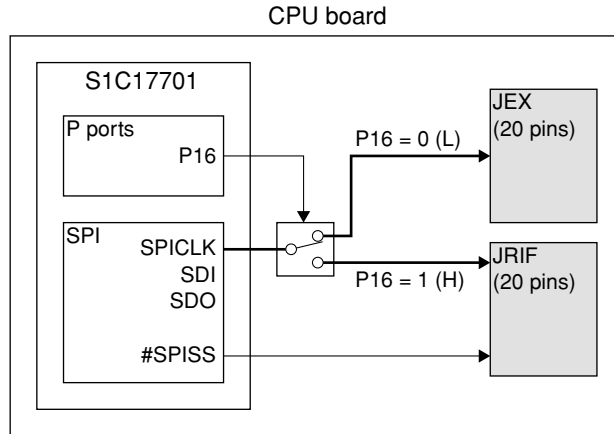 CPU board
S1C17701
P ports
P16
SPI
SPICLK
SDI
SDO
#SPISS
P16 = 0 (L)
P16 = 1 (H)
JEX
(20 pins)
JRIF
(20 pins)